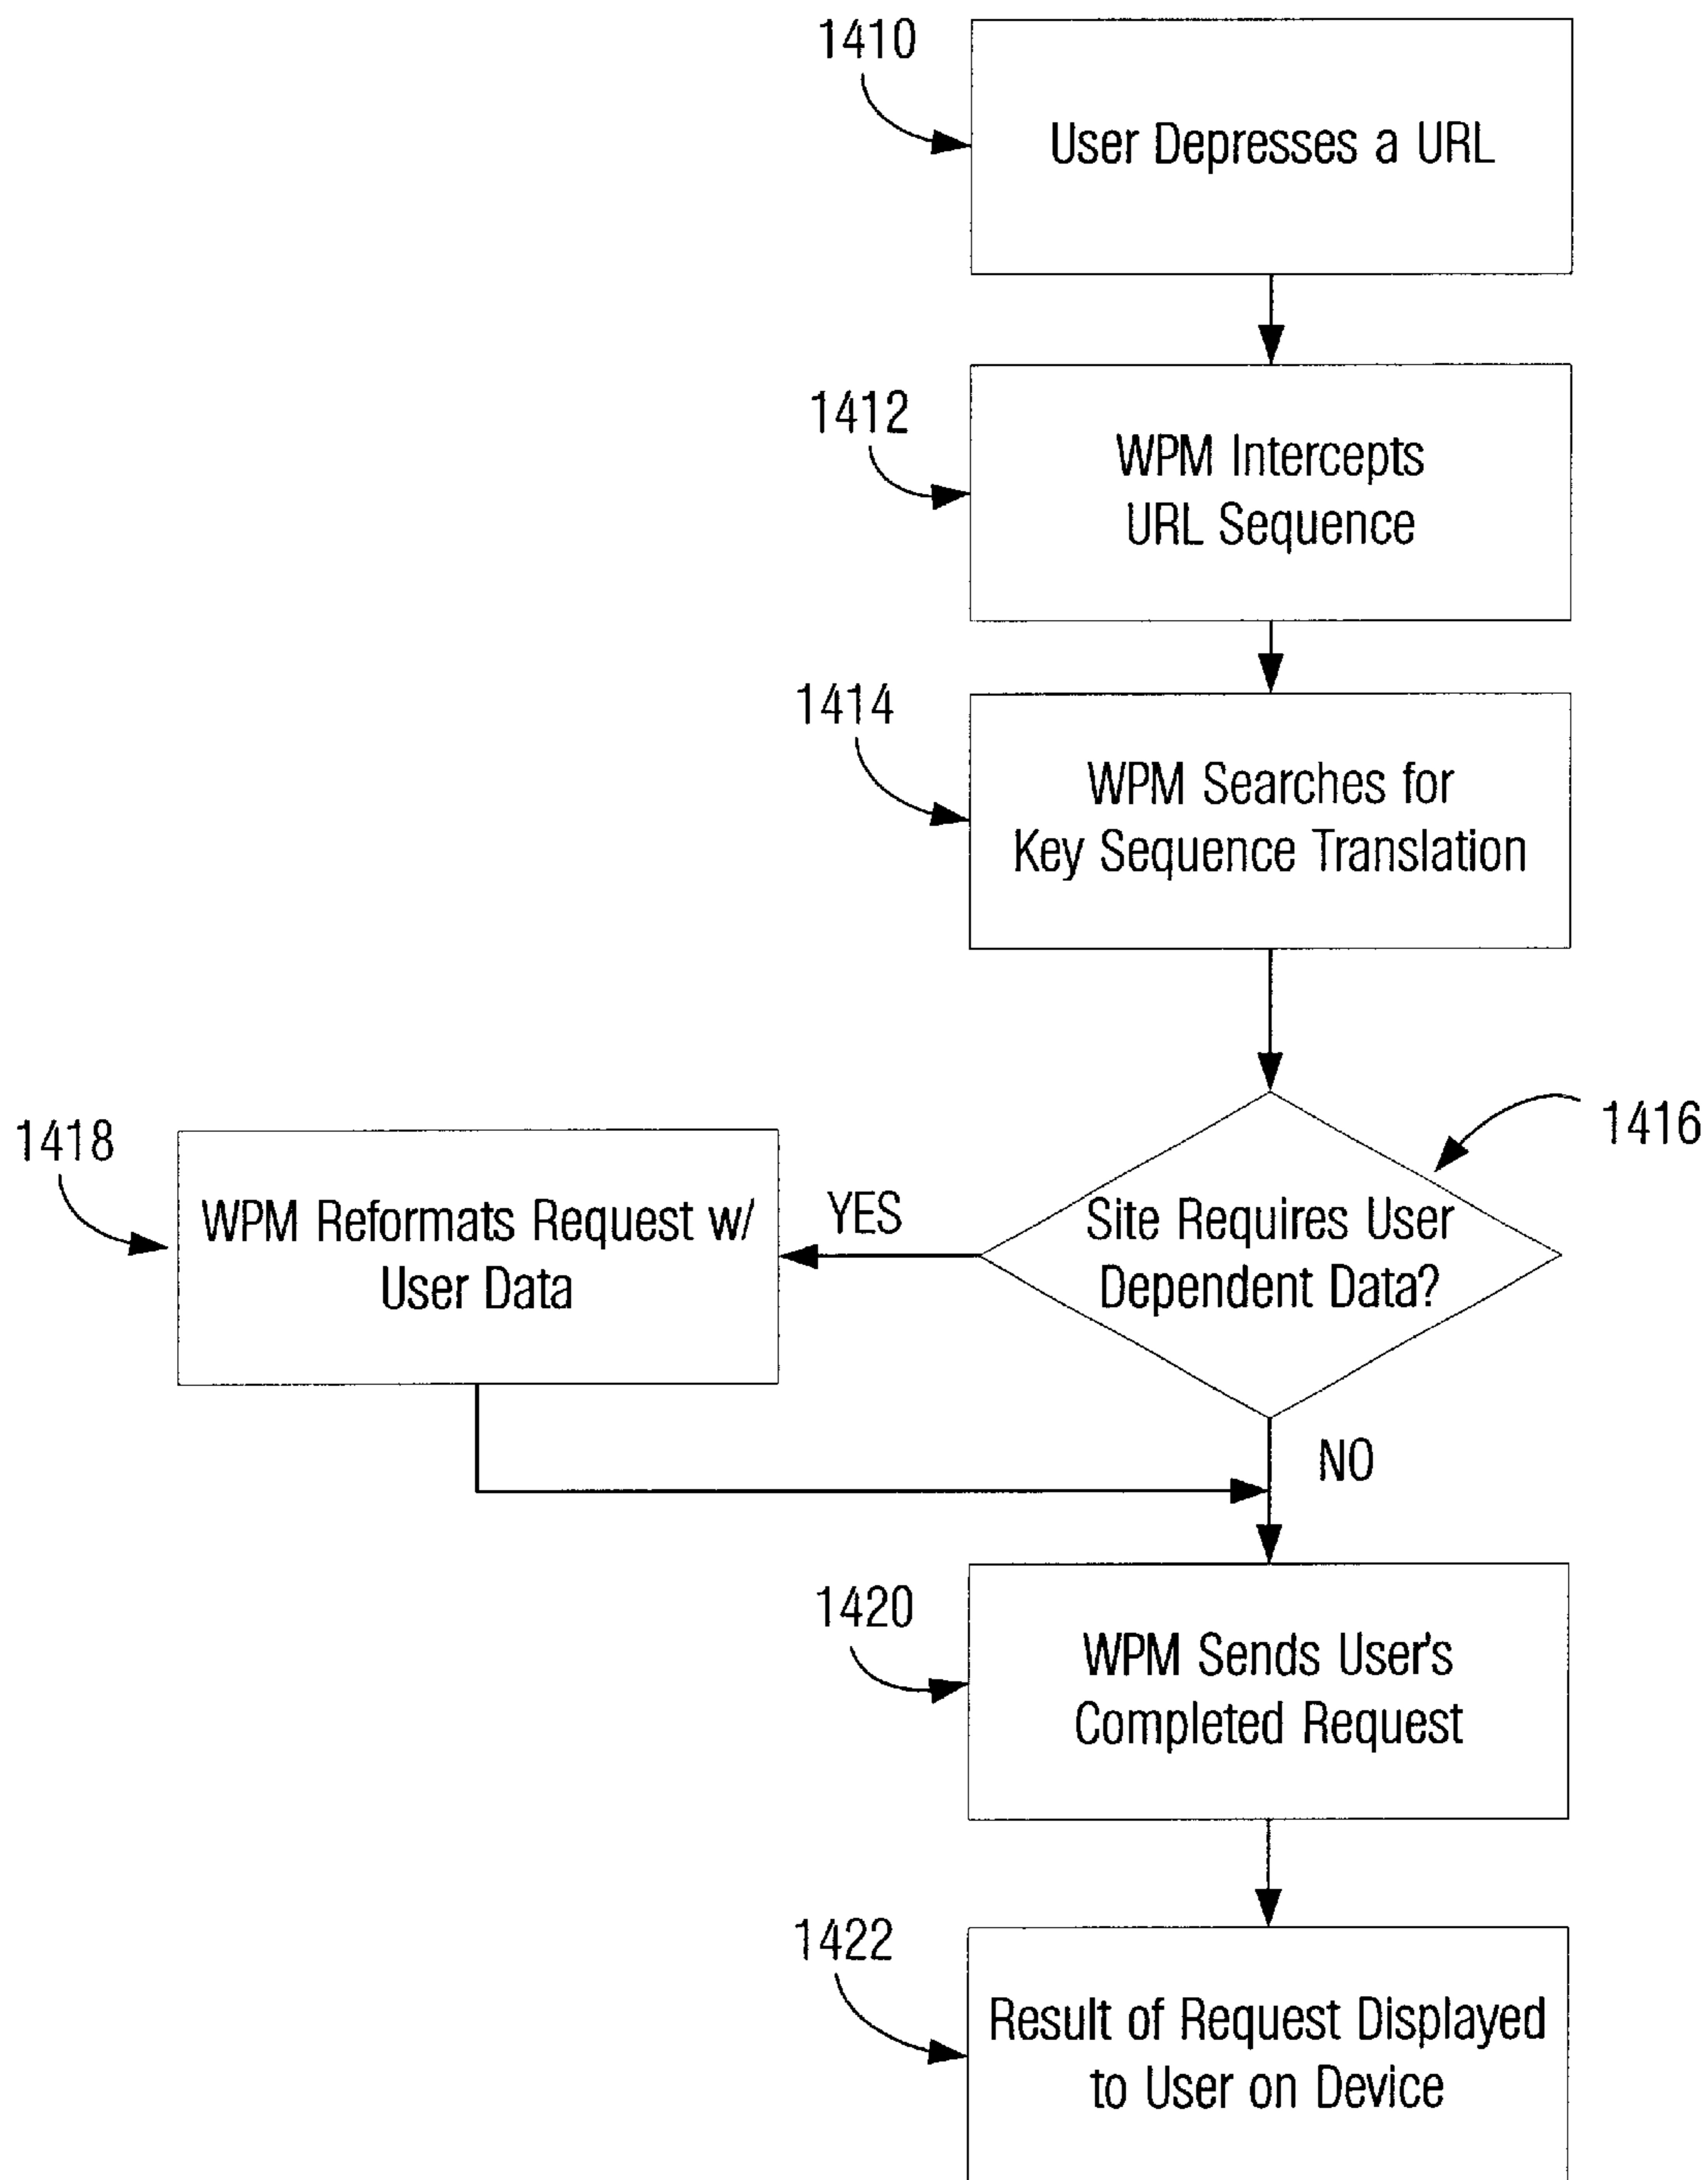 1410
User Depresses a URL
1412
WPM Intercepts
URL Sequence
1414
WPM Searches for
Key Sequence Translation
1416
Site Requires User
Dependent Data?
YES
1418
WPM Reformats Request w/
User Data
NO
1420
WPM Sends User's
Completed Request
1422
Result of Request Displayed
to User on Device